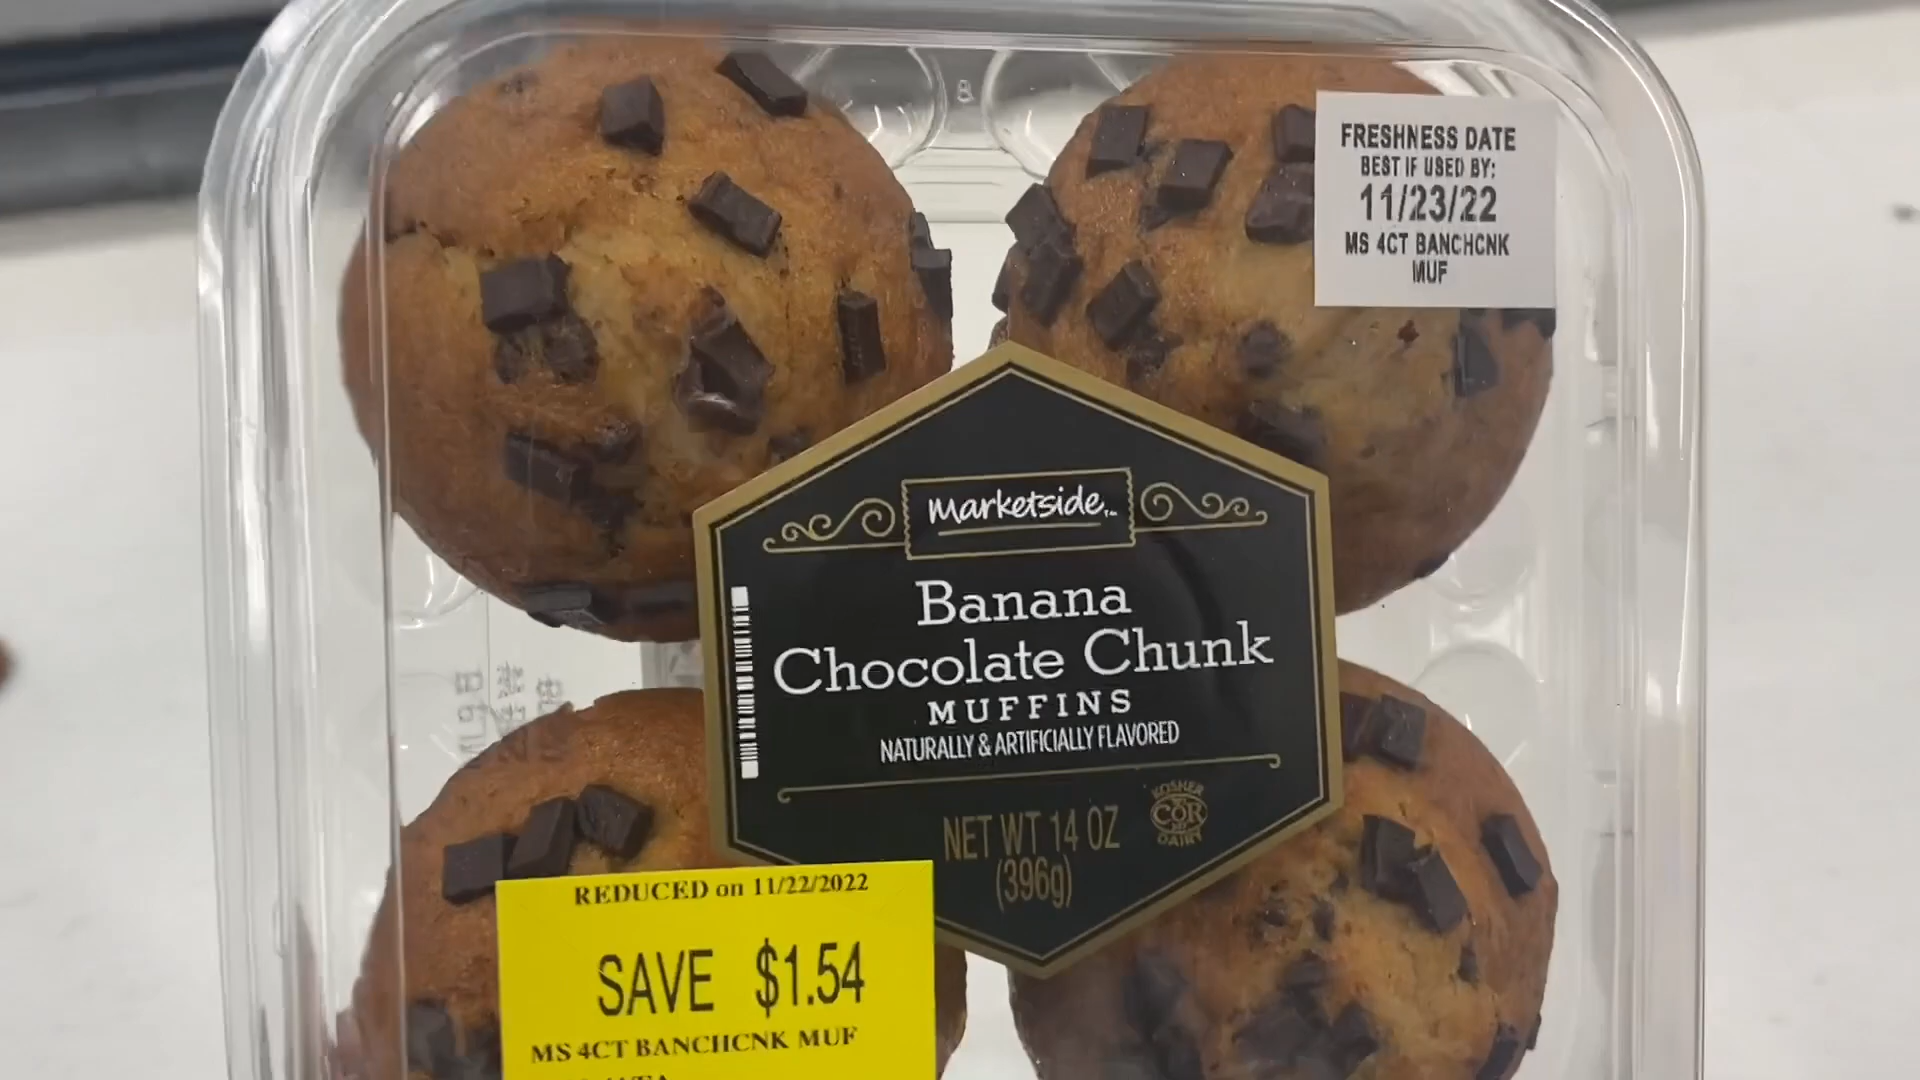 FRESHNESS DATE
BEST IF USED BY:
11/23/22
MS 4CT BANCHCNK
MUF
marketside™
Banana
Chocolate Chunk
MUFFINS
NATURALLY & ARTIFICIALLY FLAVORED
NET WT 14 OZ
(396g)
KOSHER
COR
DAIRY
REDUCED on 11/22/2022
SAVE $1.54
MS 4CT BANCHCNK MUF